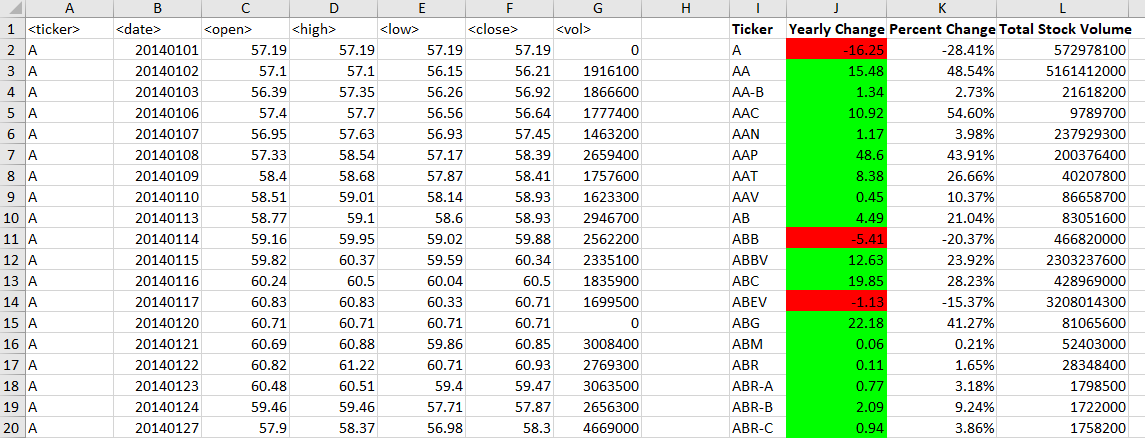 A B C D E F G H I J K L
1 <ticker> <date> <open> <high> <low> <close> <vol> Ticker Yearly Change Percent Change Total Stock Volume
2 A 20140101 57.19 57.19 57.19 57.19 0 A -16.25 -28.41% 572978100
3 A 20140102 57.1 57.1 56.15 56.21 1916100 AA 15.48 48.54% 5161412000
4 A 20140103 56.39 57.35 56.26 56.92 1866600 AA-B 1.34 2.73% 21618200
5 A 20140106 57.4 57.7 56.56 56.64 1777400 AAC 10.92 54.60% 9789700
6 A 20140107 56.95 57.63 56.93 57.45 1463200 AAN 1.17 3.98% 237929300
7 A 20140108 57.33 58.54 57.17 58.39 2659400 AAP 48.6 43.91% 200376400
8 A 20140109 58.4 58.68 57.87 58.41 1757600 AAT 8.38 26.66% 40207800
9 A 20140110 58.51 59.01 58.14 58.93 1623300 AAV 0.45 10.37% 86658700
10 A 20140113 58.77 59.1 58.6 58.93 2946700 AB 4.49 21.04% 83051600
11 A 20140114 59.16 59.95 59.02 59.88 2562200 ABB -5.41 -20.37% 466820000
12 A 20140115 59.82 60.37 59.59 60.34 2335100 ABBV 12.63 23.92% 2303237600
13 A 20140116 60.24 60.5 60.04 60.5 1835900 ABC 19.85 28.23% 428969000
14 A 20140117 60.83 60.83 60.33 60.71 1699500 ABEV -1.13 -15.37% 3208014300
15 A 20140120 60.71 60.71 60.71 60.71 0 ABG 22.18 41.27% 81065600
16 A 20140121 60.69 60.88 59.86 60.85 3008400 ABM 0.06 0.21% 52403000
17 A 20140122 60.82 61.22 60.71 60.93 2769300 ABR 0.11 1.65% 28348400
18 A 20140123 60.48 60.51 59.4 59.47 3063500 ABR-A 0.77 3.18% 1798500
19 A 20140124 59.46 59.46 57.71 57.87 2656300 ABR-B 2.09 9.24% 1722000
20 A 20140127 57.9 58.37 56.98 58.3 4669000 ABR-C 0.94 3.86% 1758200